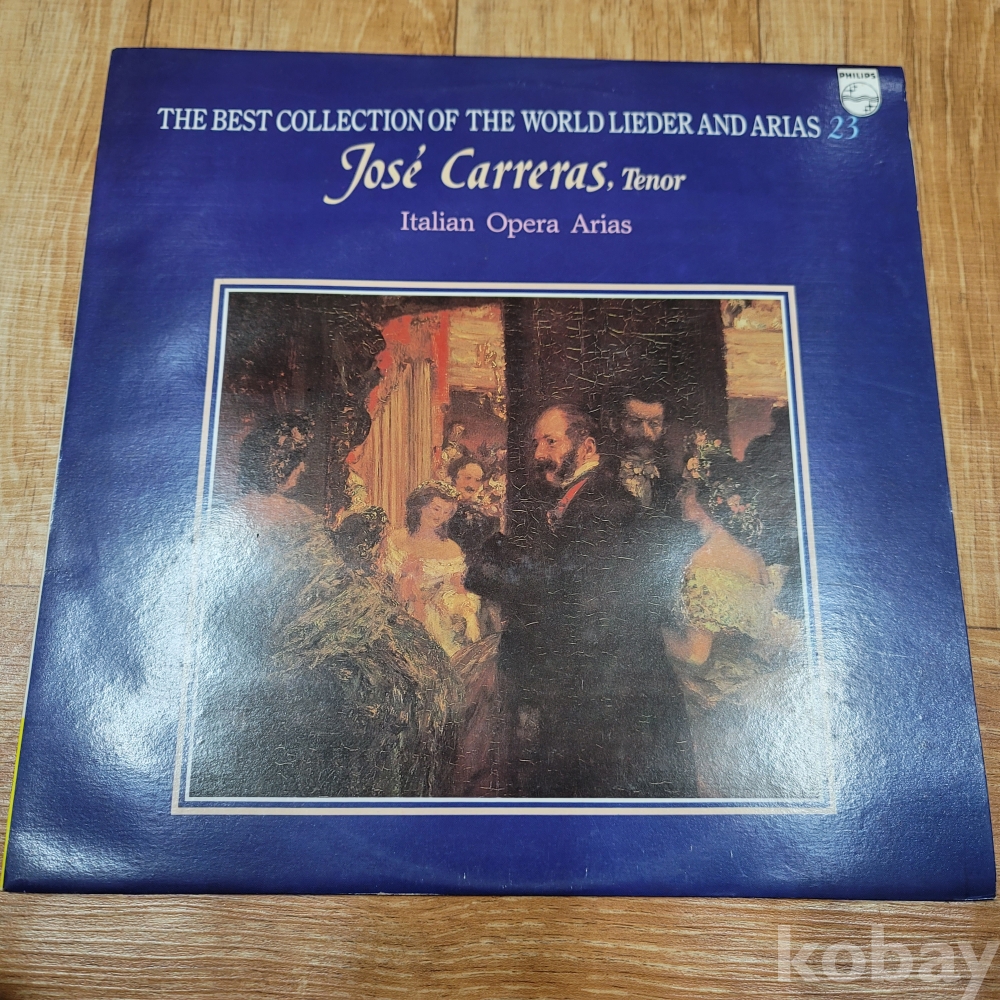 PHILIPS
THE BEST COLLECTION OF THE WORLD LIEDER AND ARIAS 23
José Carreras, Tenor
Italian Opera Arias
kobay